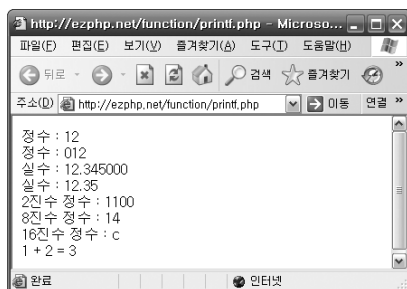 http://ezphp.net/function/printf.php - Microso...
파일(F) 편집(E) 보기(V) 즐겨찾기(A) 도구(T) 도움말(H)
뒤로 검색 즐겨찾기 »
주소(D) http://ezphp.net/function/printf.php 이동 연결 »
정수 : 12
정수 : 012
실수 : 12.345000
실수 : 12.35
2진수 정수 : 1100
8진수 정수 : 14
16진수 정수 : c
1 + 2 = 3
완료 인터넷